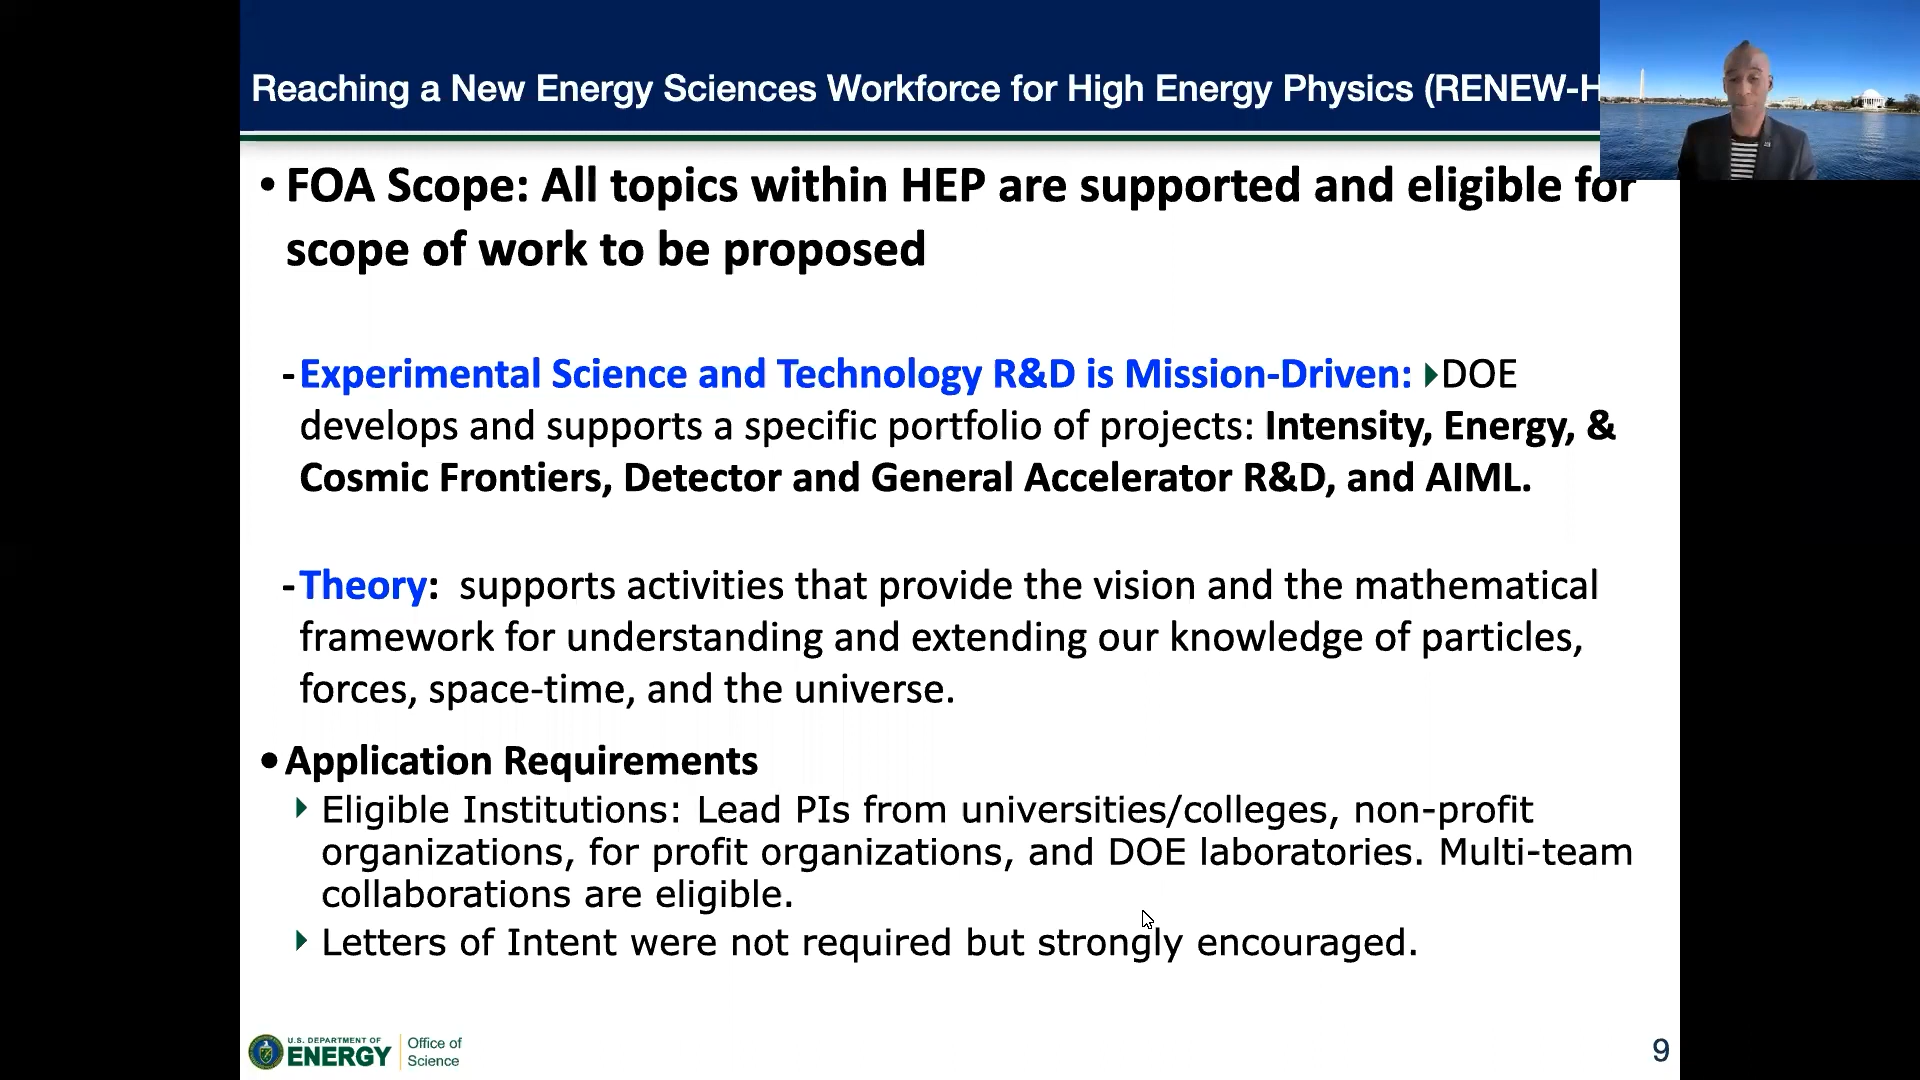 Reaching a New Energy Sciences Workforce for High Energy Physics (RENEW-H
• FOA Scope: All topics within HEP are supported and eligible for
scope of work to be proposed
-Experimental Science and Technology R&D is Mission-Driven: DOE
develops and supports a specific portfolio of projects: Intensity, Energy, &
Cosmic Frontiers, Detector and General Accelerator R&D, and AIML.
-Theory: supports activities that provide the vision and the mathematical
framework for understanding and extending our knowledge of particles,
forces, space-time, and the universe.
• Application Requirements
Eligible Institutions: Lead PIs from universities/colleges, non-profit
organizations, for profit organizations, and DOE laboratories. Multi-team
collaborations are eligible.
Letters of Intent were not required but strongly encouraged.
U.S. DEPARTMENT OF
ENERGY
Office of
Science
9